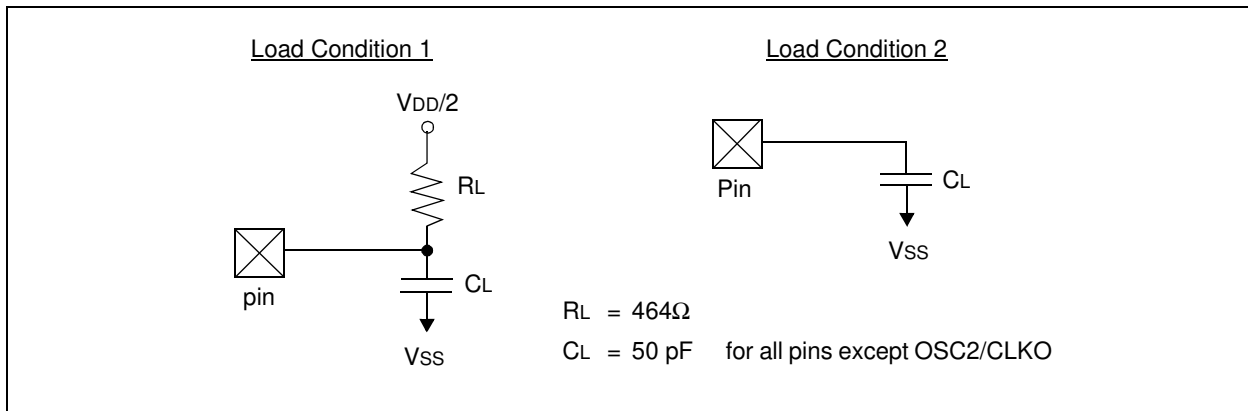 Load Condition 1
VDD/2
RL
pin
CL
VSS
Load Condition 2
Pin
CL
VSS
RL = 464Ω
CL = 50 pF for all pins except OSC2/CLKO